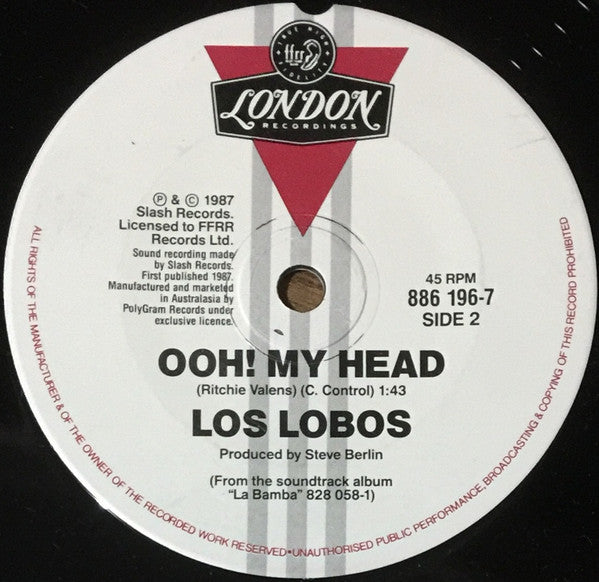 TRUE HIGH
ffrr
FIDELITY
LONDON
RECORDINGS
Ⓟ & © 1987
Slash Records.
Licensed to FFRR
Records Ltd.
Sound recording made
by Slash Records.
First published 1987.
Manufactured and marketed
in Australasia by
PolyGram Records under
exclusive licence.
45 RPM
886 196-7
SIDE 2
OOH! MY HEAD
(Ritchie Valens) (C. Control) 1:43
LOS LOBOS
Produced by Steve Berlin
(From the soundtrack album
"La Bamba" 828 058-1)
ALL RIGHTS OF THE MANUFACTURER & OF THE OWNER OF THE RECORDED WORK RESERVED•UNAUTHORISED PUBLIC PERFORMANCE, BROADCASTING & COPYING OF THIS RECORD PROHIBITED